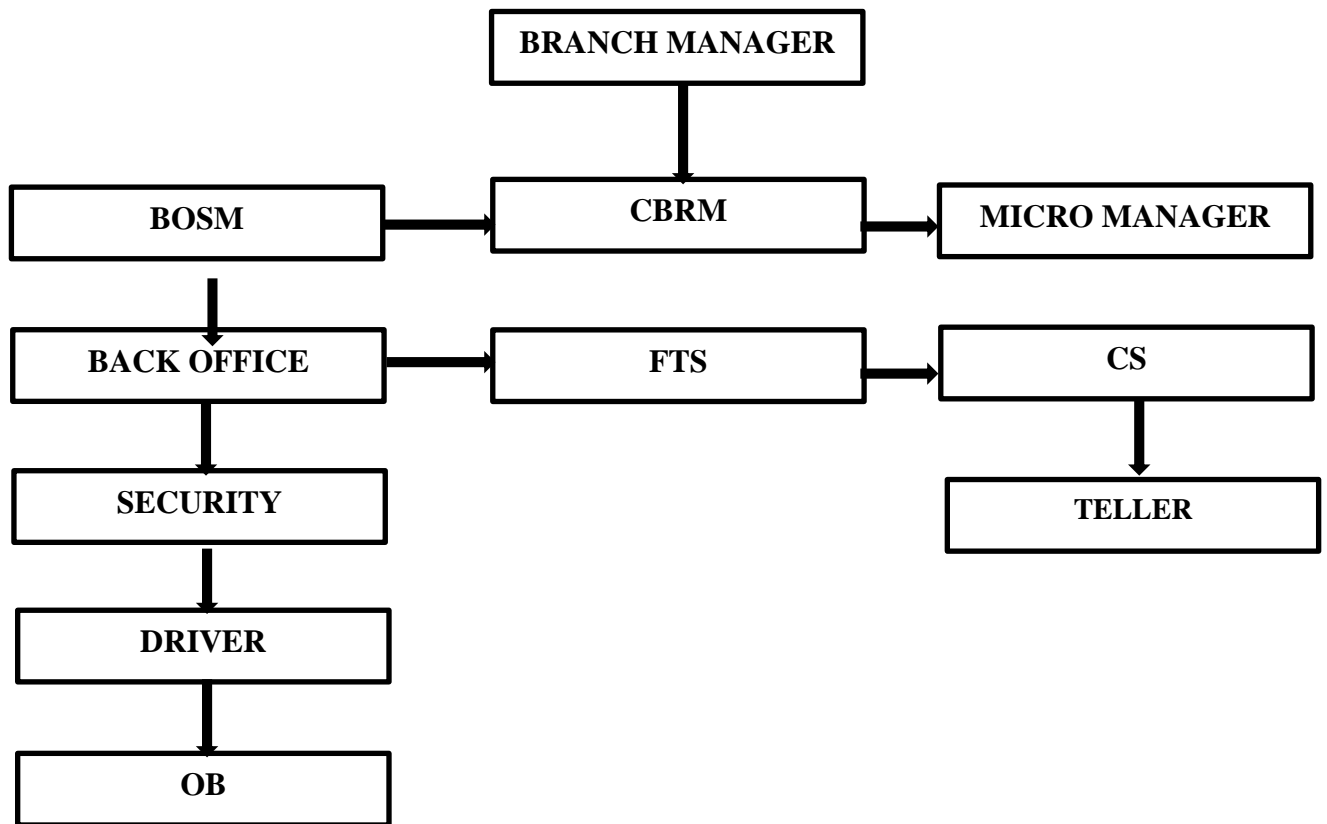 BRANCH MANAGER
BOSM
CBRM
MICRO MANAGER
BACK OFFICE
FTS
CS
SECURITY
TELLER
DRIVER
OB